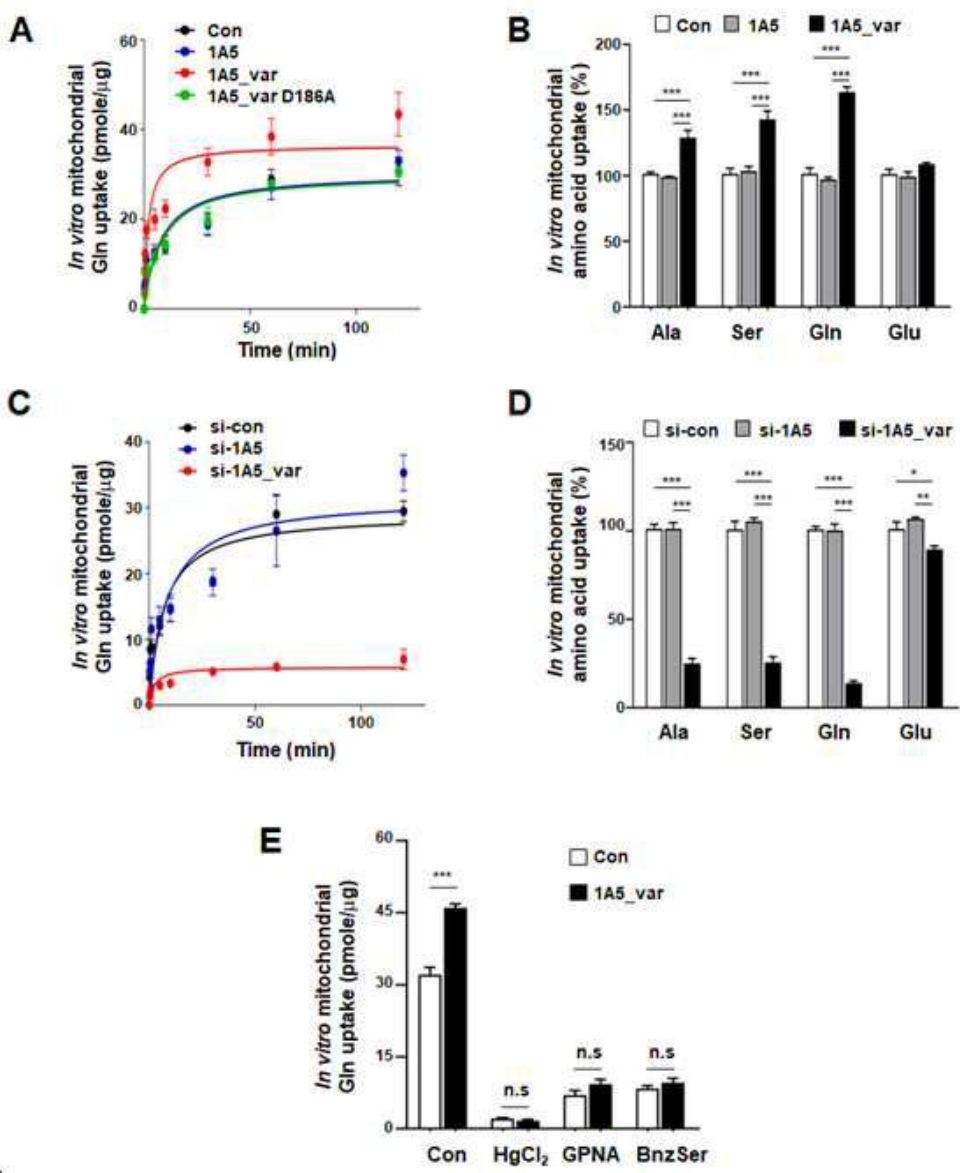 A
Con
1A5
1A5_var
1A5_var D186A
In vitro mitochondrial
Gln uptake (pmole/µg)
60
40
20
0
50
100
Time (min)
B
Con
1A5
1A5_var
In vitro mitochondrial
amino acid uptake (%)
200
150
100
50
0
***
***
***
***
***
***
Ala
Ser
Gln
Glu
C
si-con
si-1A5
si-1A5_var
In vitro mitochondrial
Gln uptake (pmole/µg)
40
30
20
10
0
50
100
Time (min)
D
si-con
si-1A5
si-1A5_var
In vitro mitochondrial
amino acid uptake (%)
150
100
50
0
***
***
***
***
***
***
*
**
Ala
Ser
Gln
Glu
E
Con
1A5_var
In vitro mitochondrial
Gln uptake (pmole/µg)
60
45
30
15
0
***
n.s
n.s
n.s
Con
HgCl₂
GPNA
BnzSer